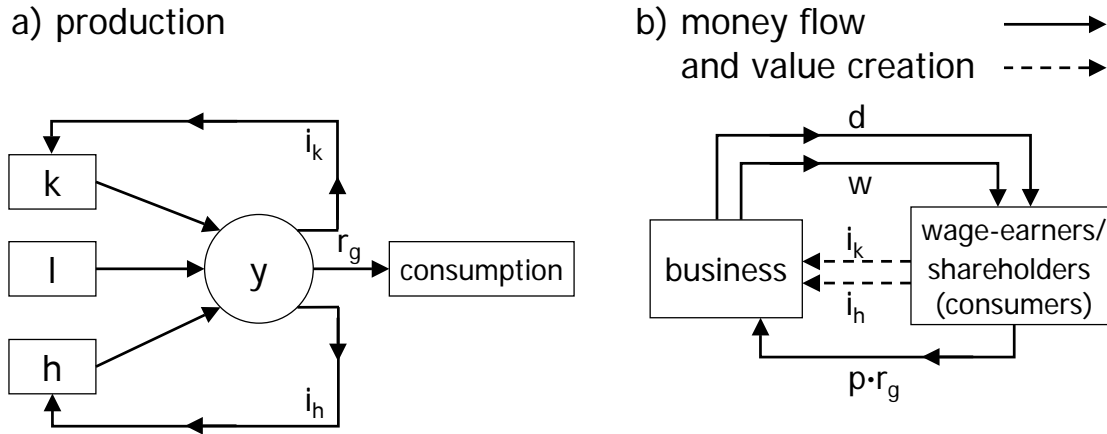 a) production
i_k
k
l
h
y
r_g
consumption
i_h
b) money flow
and value creation
d
w
business
i_k
i_h
wage-earners/
shareholders
(consumers)
p·r_g